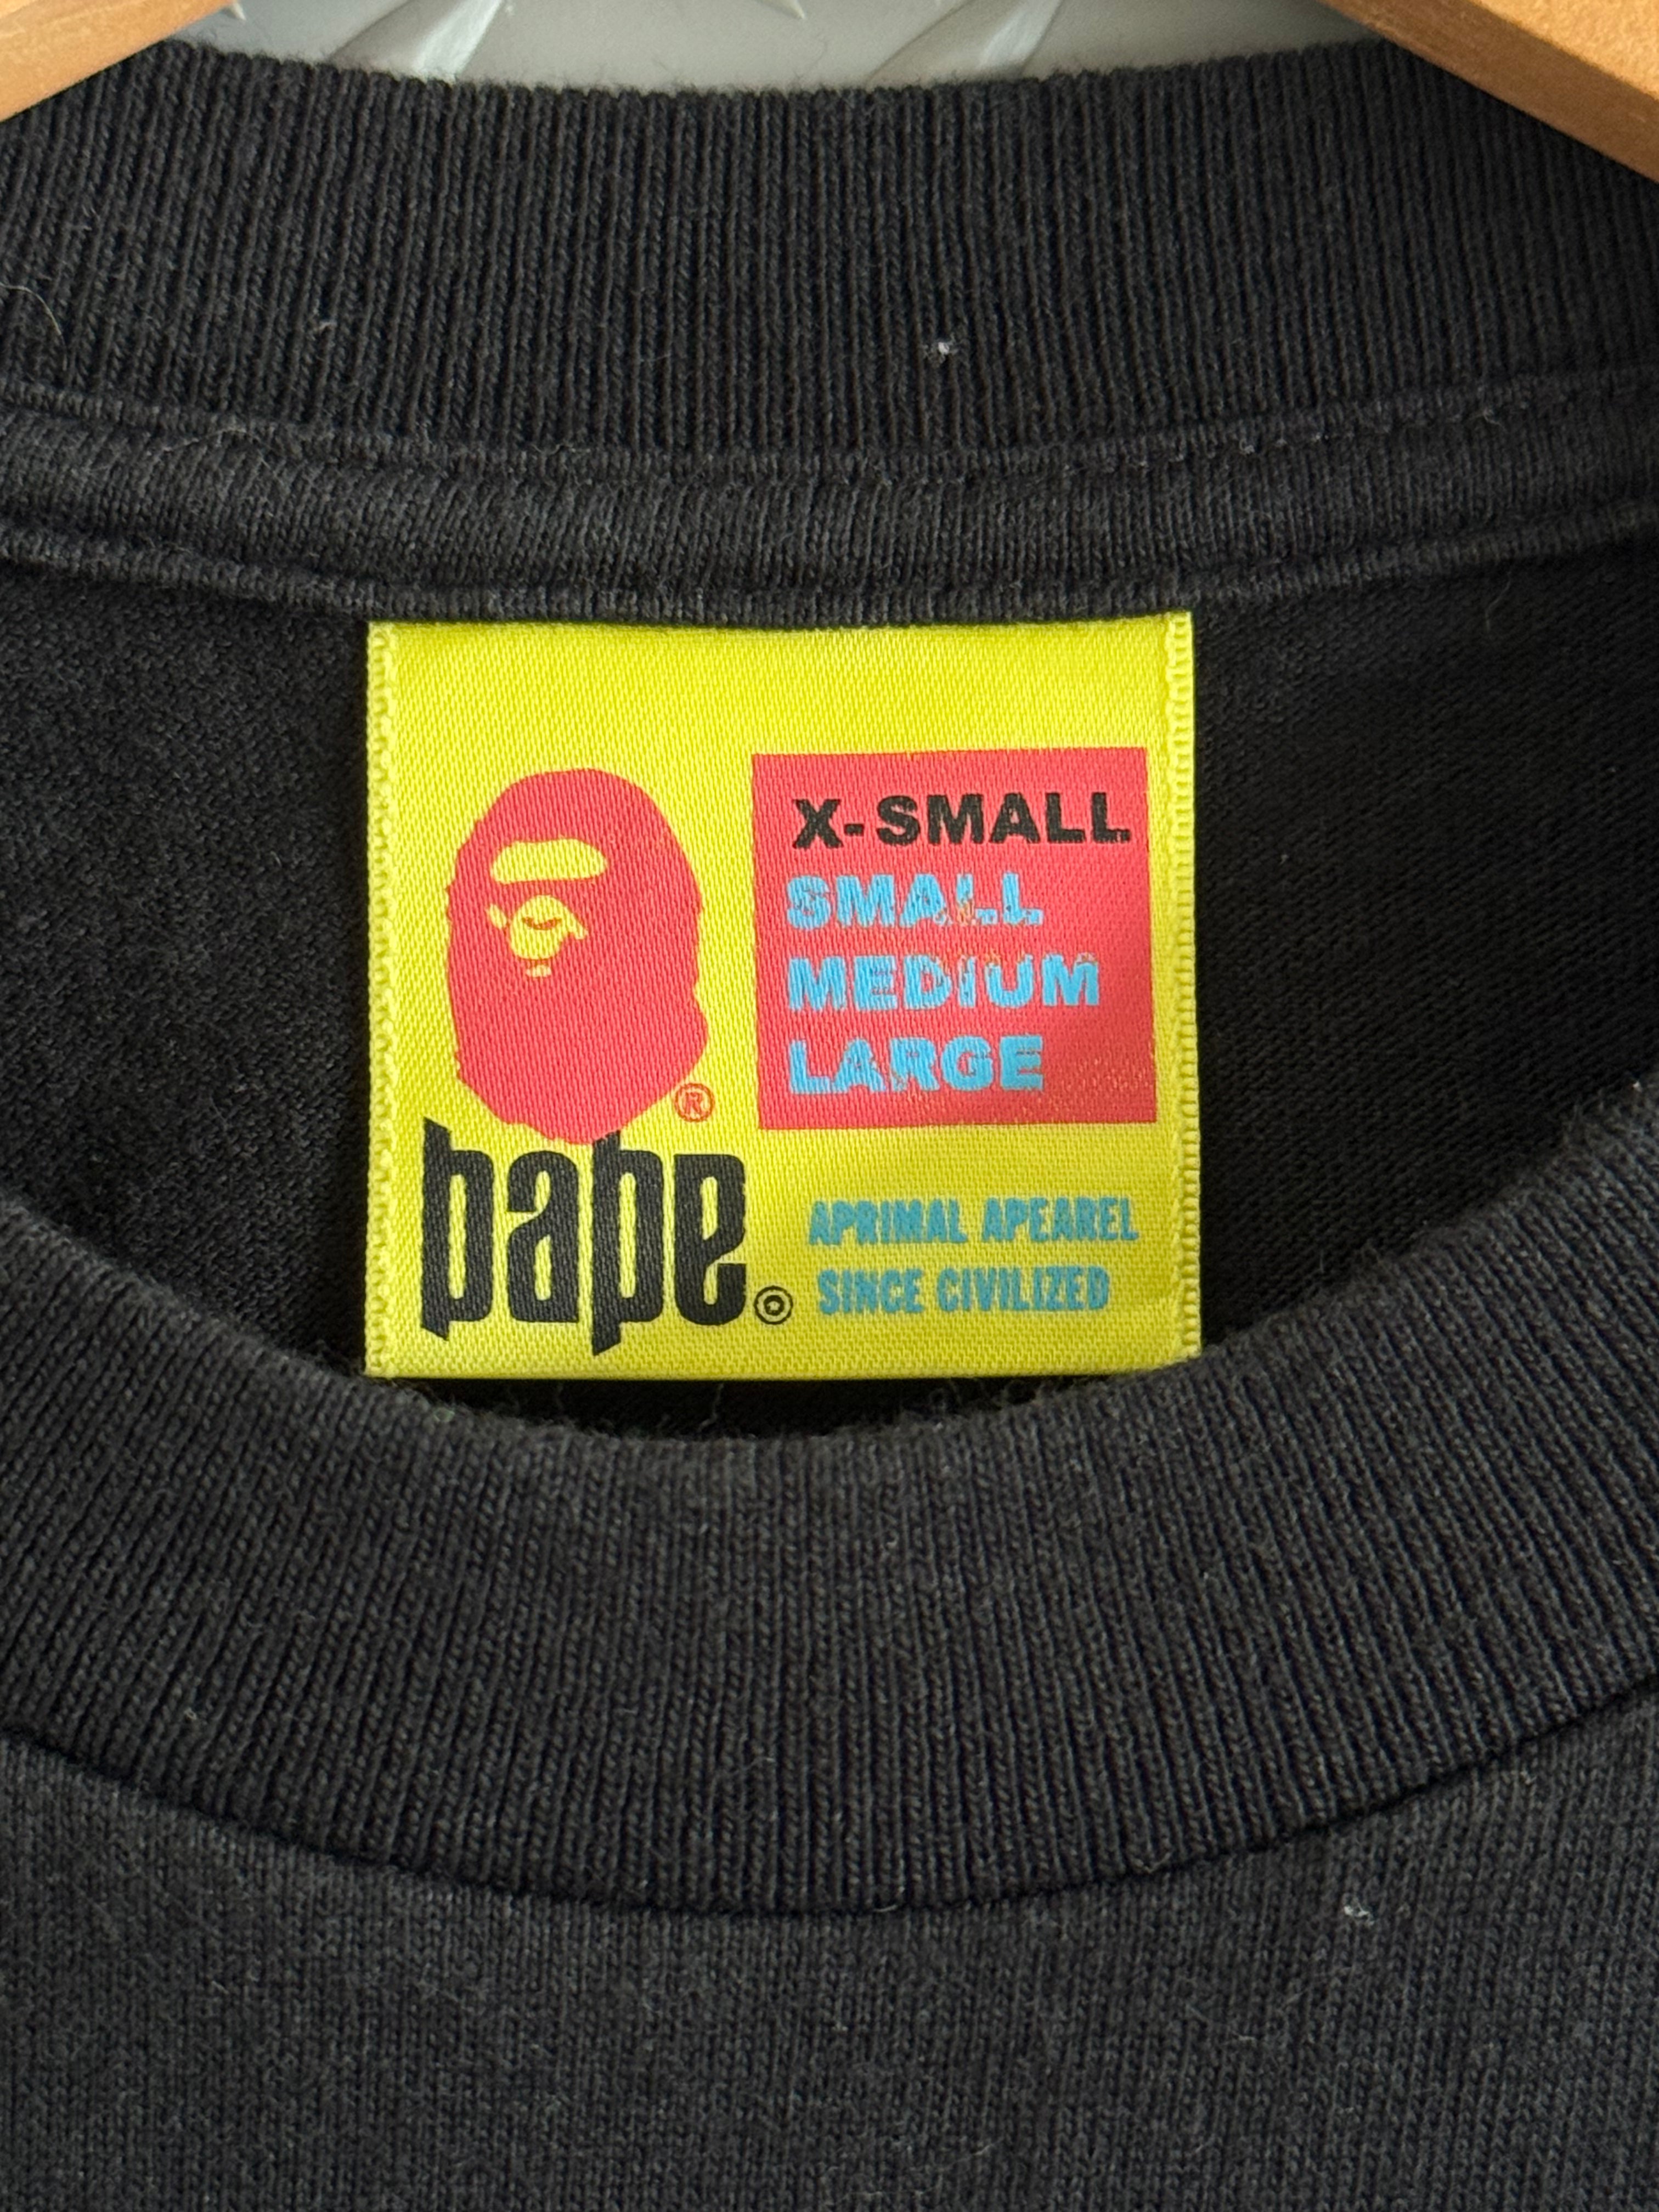 X-SMALL
SMALL
MEDIUM
LARGE
®
bape
APRIMAL APEAREL
SINCE CIVILIZED